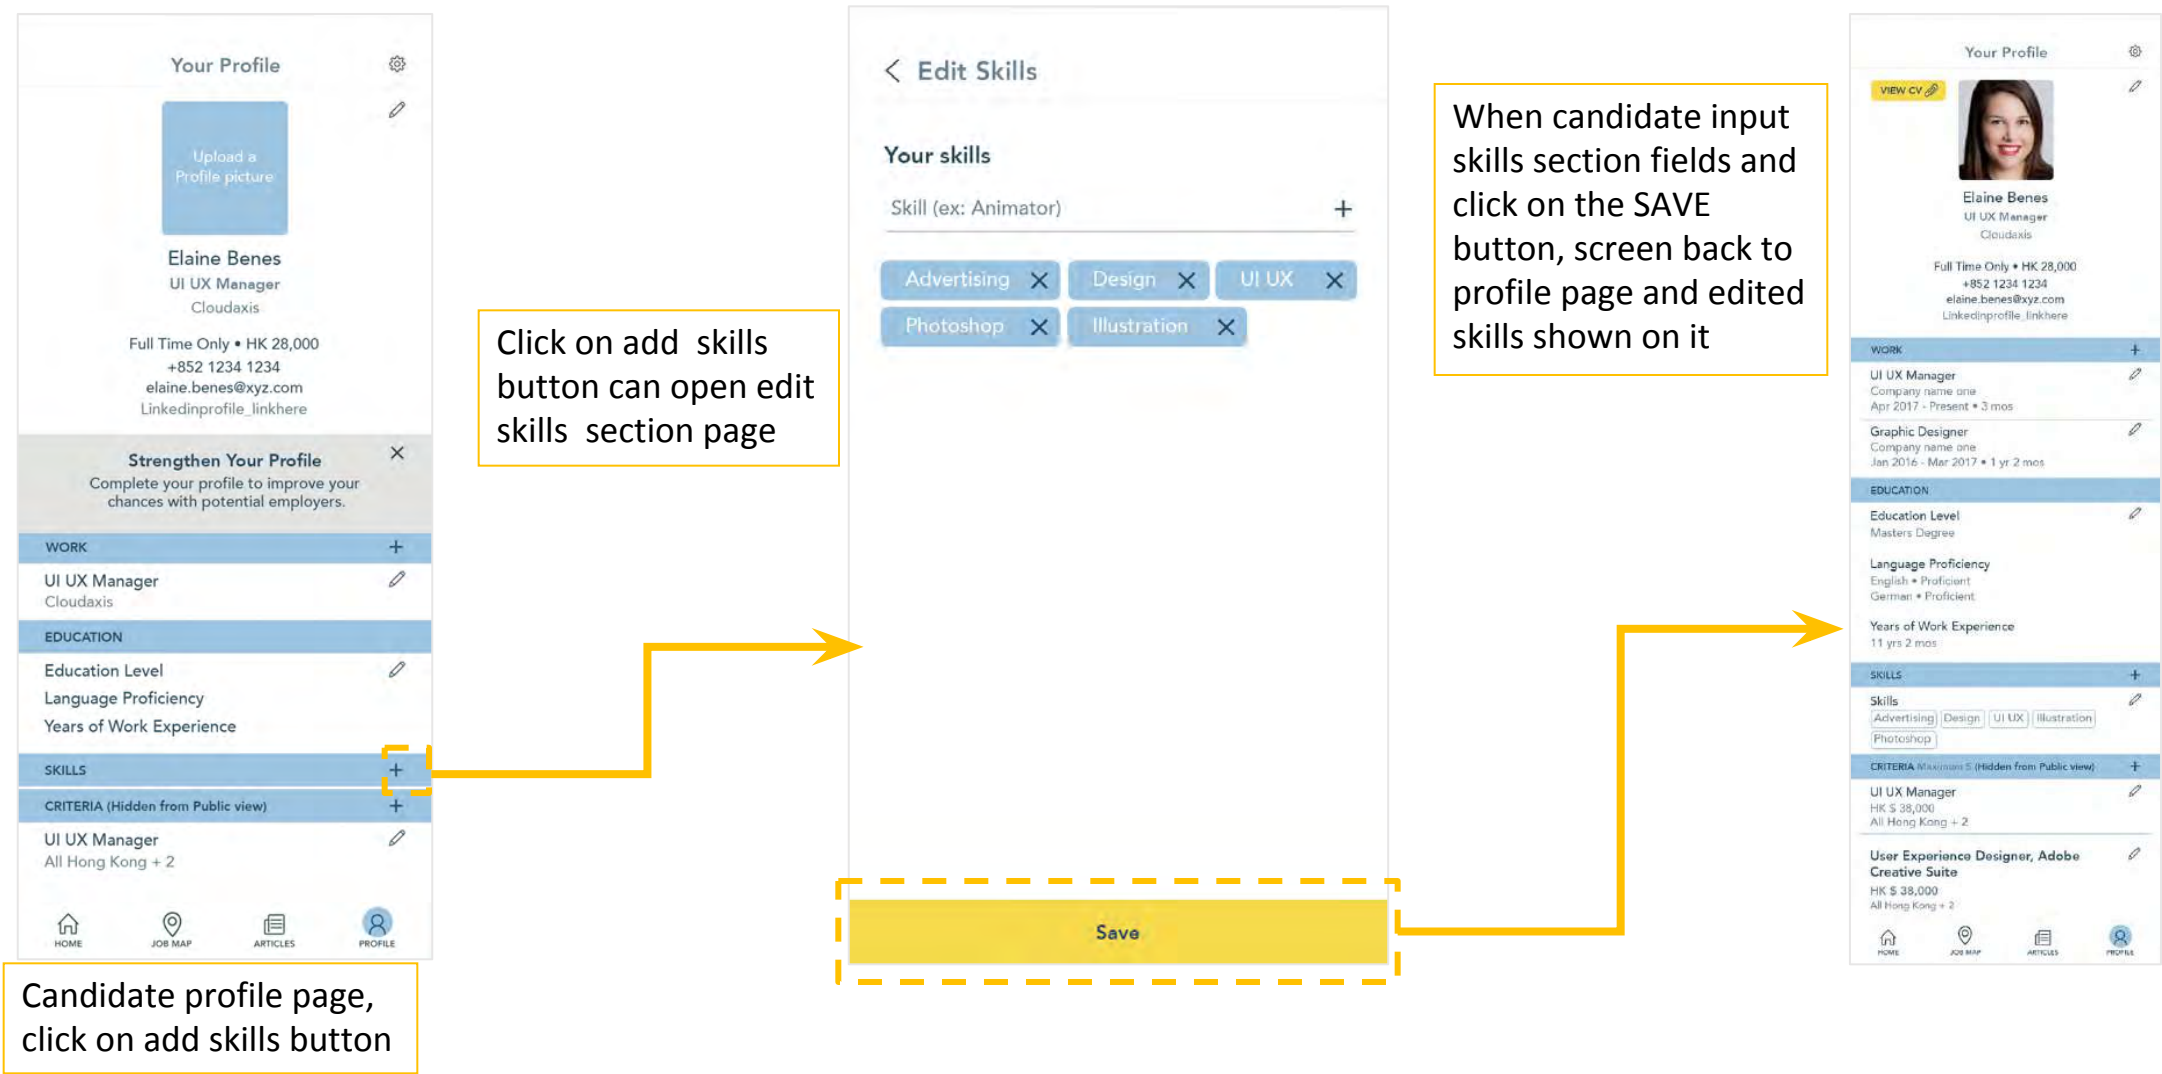 Your Profile
Upload a
Profile picture
Elaine Benes
UI UX Manager
Cloudaxis
Full Time Only • HK 28,000
+852 1234 1234
elaine.benes@xyz.com
Linkedinprofile_linkhere
Strengthen Your Profile
Complete your profile to improve your
chances with potential employers.
WORK
UI UX Manager
Cloudaxis
EDUCATION
Education Level
Language Proficiency
Years of Work Experience
SKILLS
CRITERIA (Hidden from Public view)
UI UX Manager
All Hong Kong + 2
HOME
JOB MAP
ARTICLES
PROFILE
Candidate profile page,
click on add skills button
Click on add skills
button can open edit
skills section page
Edit Skills
Your skills
Skill (ex: Animator)
Advertising
Design
UI UX
Photoshop
Illustration
Save
When candidate input
skills section fields and
click on the SAVE
button, screen back to
profile page and edited
skills shown on it
Your Profile
VIEW CV
Elaine Benes
UI UX Manager
Cloudaxis
Full Time Only • HK 28,000
+852 1234 1234
elaine.benes@xyz.com
Linkedinprofile_linkhere
WORK
UI UX Manager
Company name one
Apr 2017 - Present • 3 mos
Graphic Designer
Company name one
Jan 2016 - Mar 2017 • 1 yr 2 mos
EDUCATION
Education Level
Masters Degree
Language Proficiency
English • Proficient
German • Proficient
Years of Work Experience
11 yrs 2 mos
SKILLS
Skills
Advertising Design UI UX Illustration
Photoshop
CRITERIA Maximum 5 (Hidden from Public view)
UI UX Manager
HK $ 38,000
All Hong Kong + 2
User Experience Designer, Adobe
Creative Suite
HK $ 38,000
All Hong Kong + 2
HOME
JOB MAP
ARTICLES
PROFILE